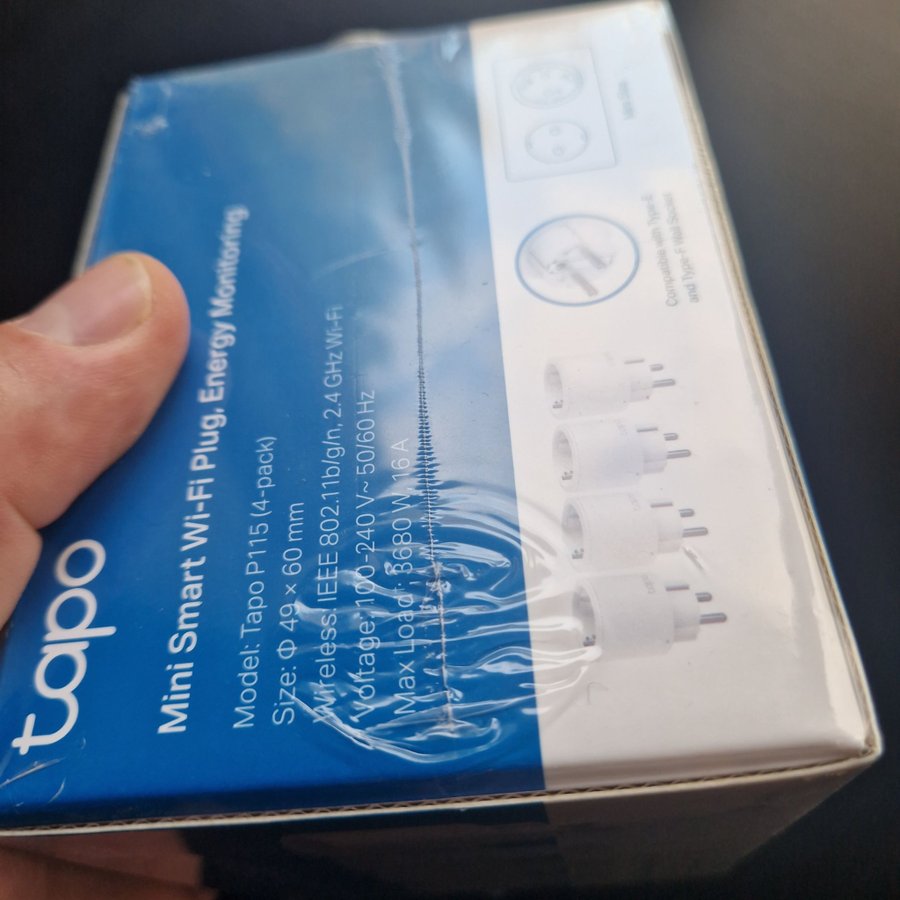 tapo
Mini Smart Wi-Fi Plug, Energy Monitoring
Model: Tapo P115 (4-pack)
Size: Φ 49 × 60 mm
Wireless: IEEE 802.11b/g/n, 2.4 GHz Wi-Fi
Voltage: 100-240 V~ 50/60 Hz
Max Load: 3680 W, 16 A
Compatible with Type-E
and Type-F Wall Socket